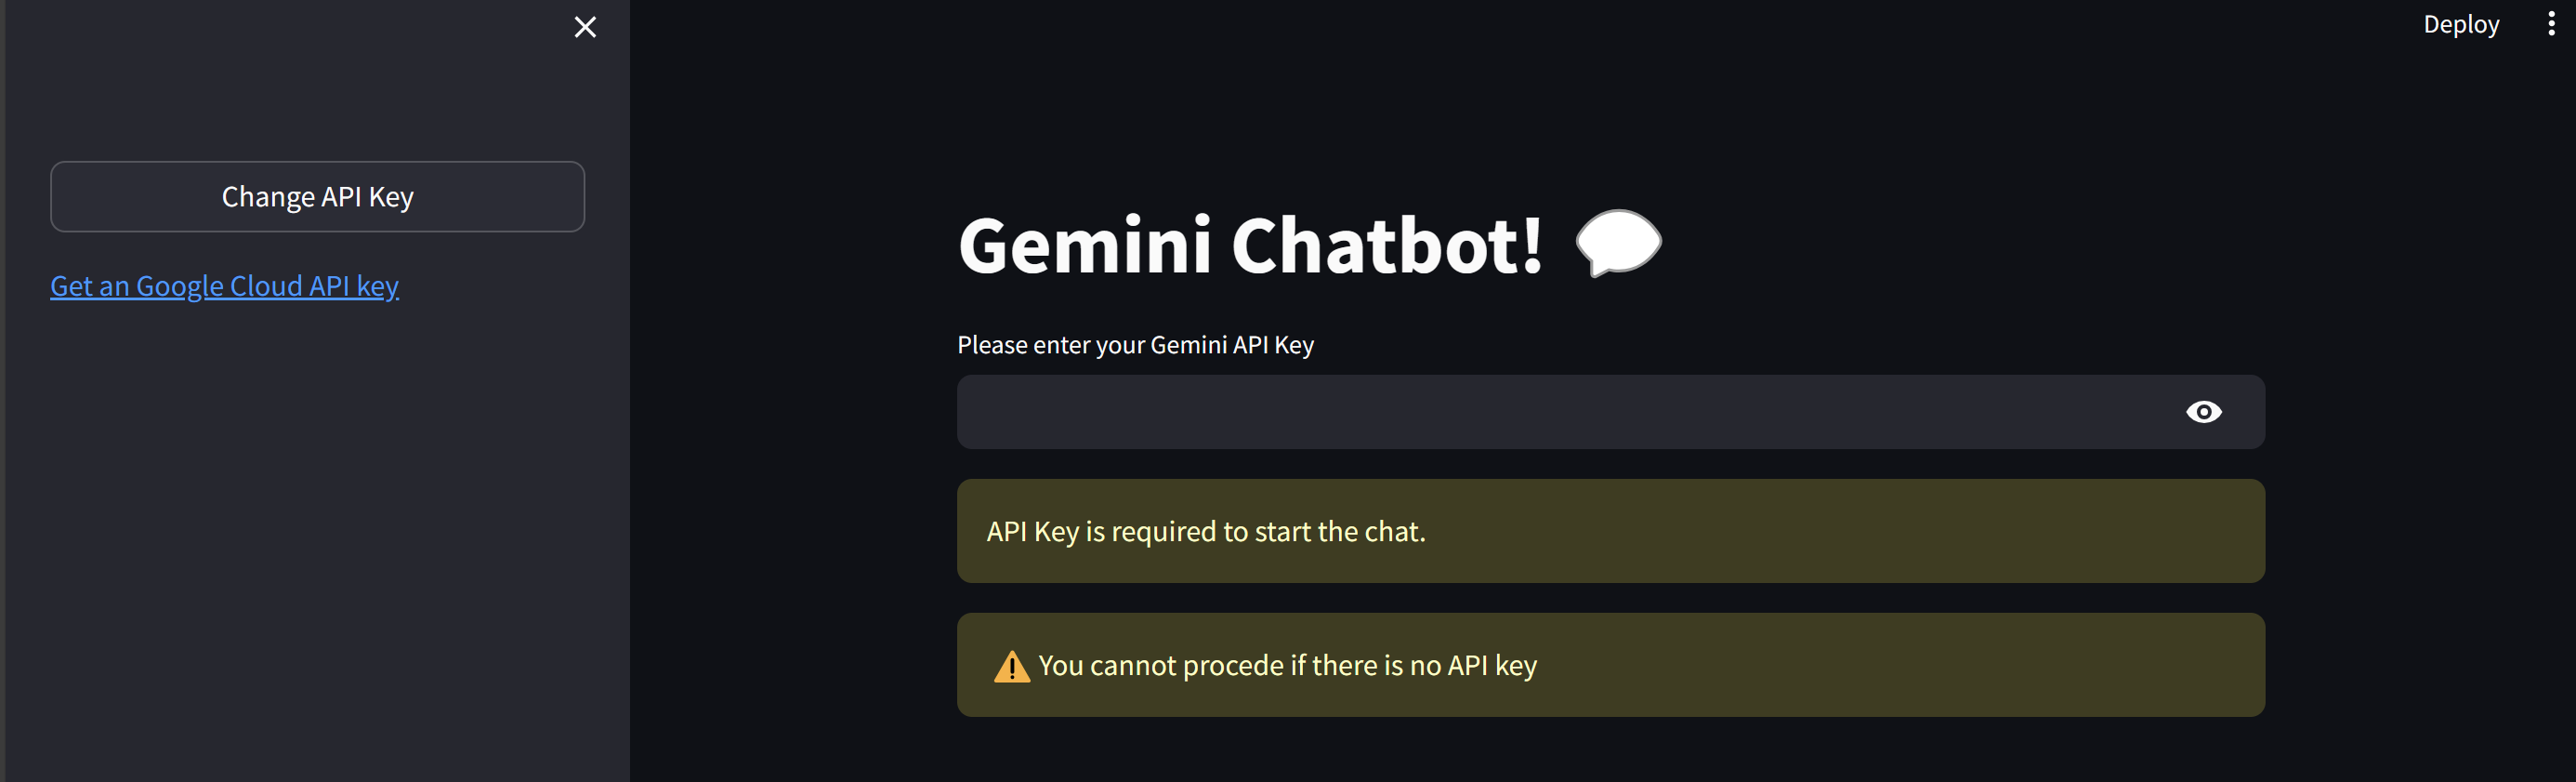 Deploy
Change API Key
Get an Google Cloud API key
Gemini Chatbot!
Please enter your Gemini API Key
API Key is required to start the chat.
You cannot procede if there is no API key